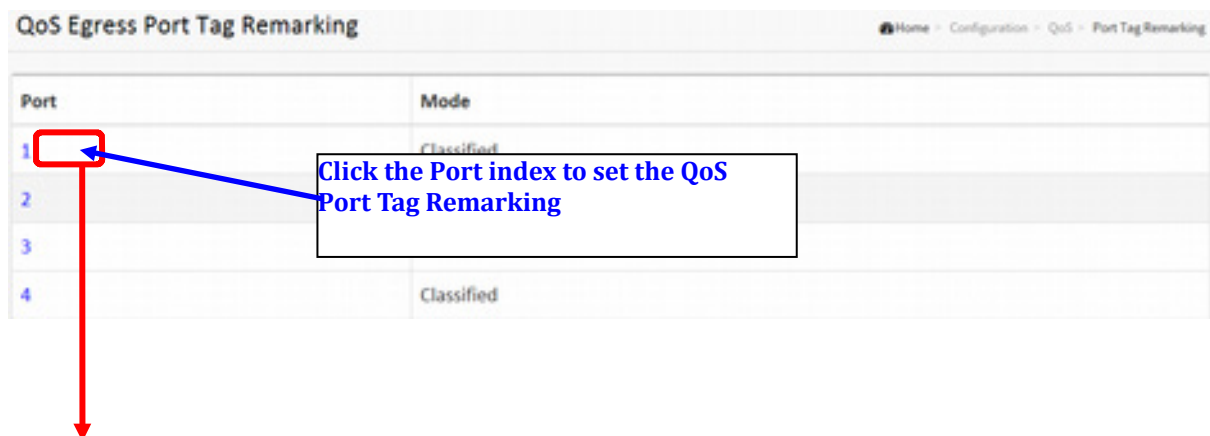 QoS Egress Port Tag Remarking
Home - Configuration - QoS - Port Tag Remarking
Port Mode
1 Classified
Click the Port index to set the QoS
Port Tag Remarking
2
3
4 Classified